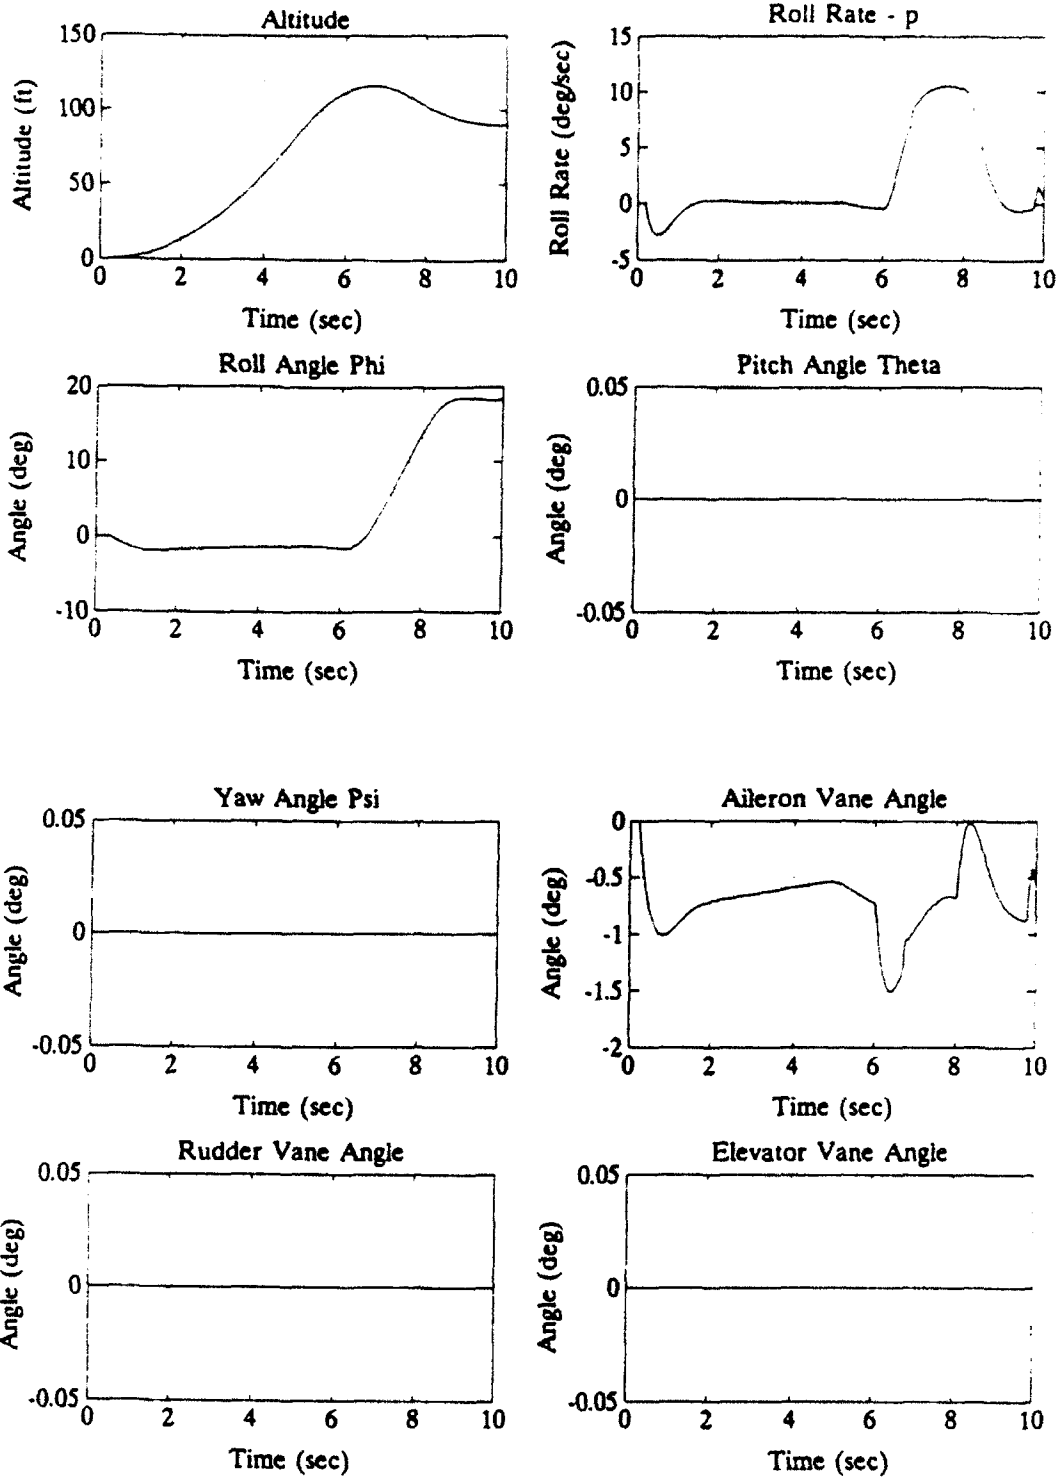 Altitude
150
100
50
0
Altitude (ft)
0 2 4 6 8 10
Time (sec)
Roll Rate - p
15
10
5
0
-5
Roll Rate (deg/sec)
0 2 4 6 8 10
Time (sec)
Roll Angle Phi
20
10
0
-10
Angle (deg)
0 2 4 6 8 10
Time (sec)
Pitch Angle Theta
0.05
0
-0.05
Angle (deg)
0 2 4 6 8 10
Time (sec)
Yaw Angle Psi
0.05
0
-0.05
Angle (deg)
0 2 4 6 8 10
Time (sec)
Aileron Vane Angle
0
-0.5
-1
-1.5
-2
Angle (deg)
0 2 4 6 8 10
Time (sec)
Rudder Vane Angle
0.05
0
-0.05
Angle (deg)
0 2 4 6 8 10
Time (sec)
Elevator Vane Angle
0.05
0
-0.05
Angle (deg)
0 2 4 6 8 10
Time (sec)